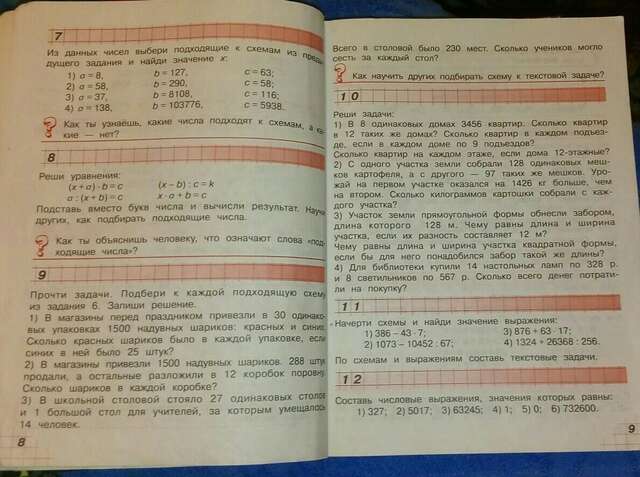 7
Из данных чисел выбери подходящие к схемам из преды
дущего задания и найди значение x:
1) a = 8, b = 127, c = 63;
2) a = 58, b = 290, c = 58;
3) a = 37, b = 8108, c = 116;
4) a = 138, b = 103776, c = 5938.
Как ты узнаёшь, какие числа подходят к схемам, а ка
кие — нет?
8
Реши уравнения:
(x + a) · b = c (x − b) : c = k
a : (x + b) = c x · a + b = c
Подставь вместо букв числа и вычисли результат. Научи
других, как подбирать подходящие числа.
Как ты объяснишь человеку, что означают слова «под-
ходящие числа»?
9
Прочти задачи. Подбери к каждой подходящую схему
из задания 6. Запиши решение.
1) В магазины перед праздником привезли в 30 одинако-
вых упаковках 1500 надувных шариков: красных и синих.
Сколько красных шариков было в каждой упаковке, если
синих в ней было 25 штук?
2) В магазины привезли 1500 надувных шариков. 288 штук
продали, а остальные разложили в 12 коробок поровну.
Сколько шариков в каждой коробке?
3) В школьной столовой стояло 27 одинаковых столов
и 1 большой стол для учителей, за которым умещалось
14 человек.
8
Всего в столовой было 230 мест. Сколько учеников могло
сесть за каждый стол?
Как научить других подбирать схему к текстовой задаче?
10
Реши задачи:
1) В 8 одинаковых домах 3456 квартир. Сколько квартир
в 12 таких же домах? Сколько квартир в каждом подъез-
де, если в каждом доме по 9 подъездов?
Сколько квартир на каждом этаже, если дома 12-этажные?
2) С одного участка земли собрали 128 одинаковых меш-
ков картофеля, а с другого — 97 таких же мешков. Уро-
жай на первом участке оказался на 1426 кг больше, чем
на втором. Сколько килограммов картошки собрали с каж-
дого участка?
3) Участок земли прямоугольной формы обнесли забором,
длина которого 128 м. Чему равны длина и ширина
участка, если их разность составляет 12 м?
Чему равны длина и ширина участка квадратной формы,
если бы для него понадобился забор такой же длины?
4) Для библиотеки купили 14 настольных ламп по 328 р.
и 8 светильников по 567 р. Сколько всего денег потрати-
ли на покупку?
11
Начерти схемы и найди значение выражения:
1) 386 − 43 · 7; 3) 876 + 63 · 17;
2) 1073 − 10452 : 67; 4) 1324 + 26368 : 256.
По схемам и выражениям составь текстовые задачи.
12
Составь числовые выражения, значения которых равны:
1) 327; 2) 5017; 3) 63245; 4) 1; 5) 0; 6) 732600.
9